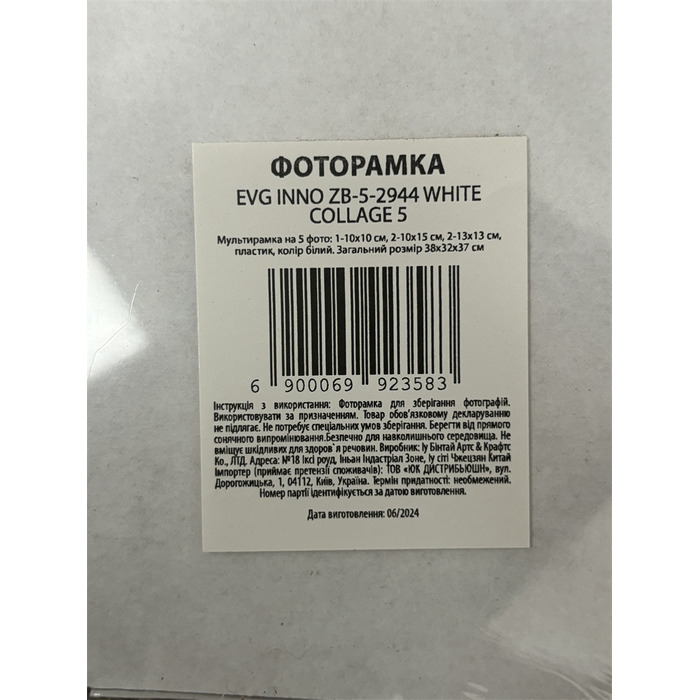 ФОТОРАМКА
EVG INNO ZB-5-2944 WHITE
COLLAGE 5
Мультирамка на 5 фото: 1-10х10 см, 2-10х15 см, 2-13х13 см,
пластик, колір білий. Загальний розмір 38х32х37 см
6 900069 923583
Інструкція з використання: Фоторамка для зберігання фотографій.
Використовувати за призначенням. Товар обов'язковому декларуванню
не підлягає. Не потребує спеціальних умов зберігання. Берегти від прямого
сонячного випромінювання.Безпечно для навколишнього середовища. Не
вміщує шкідливих для здоров`я речовин. Виробник: Іу Бінтай Артс & Крафтс
Ко., ЛТД. Адреса: №18 Іксі роуд, Іньан Індастріал Зоне, Іу сіті Чжецзян Китай
Імпортер (приймає претензії споживачів): ТОВ «ЮК ДИСТРИБЬЮШН», вул.
Дорогожицька, 1, 04112, Київ, Україна. Термін придатності: необмежений.
Номер партії ідентифікується за датою виготовлення.
Дата виготовлення: 06/2024